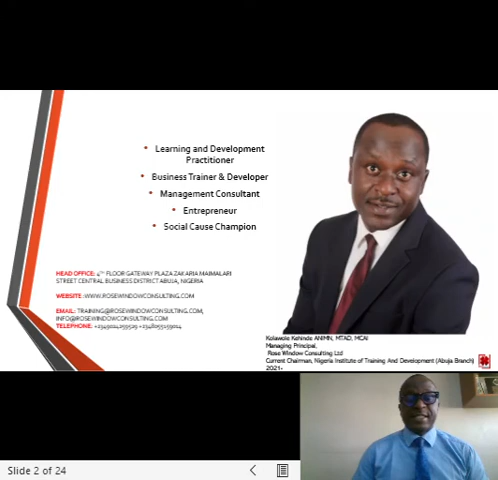 Learning and Development
Practitioner
Business Trainer & Developer
Management Consultant
Entrepreneur
Social Cause Champion
HEAD OFFICE: 4TH FLOOR GATEWAY PLAZA ZAKARIA MAIMALARI
STREET CENTRAL BUSINESS DISTRICT ABUJA, NIGERIA
WEBSITE: WWW.ROSEWINDOWCONSULTING.COM
EMAIL: TRAINING@ROSEWINDOWCONSULTING.COM,
INFO@ROSEWINDOWCONSULTING.COM
TELEPHONE:
Kolawole Kehinde ANIMN, MTAD, MCAI
Managing Principal,
Rose Window Consulting Ltd
Current Chairman, Nigeria Institute of Training And Development (Abuja Branch)
2021-
Slide 2 of 24